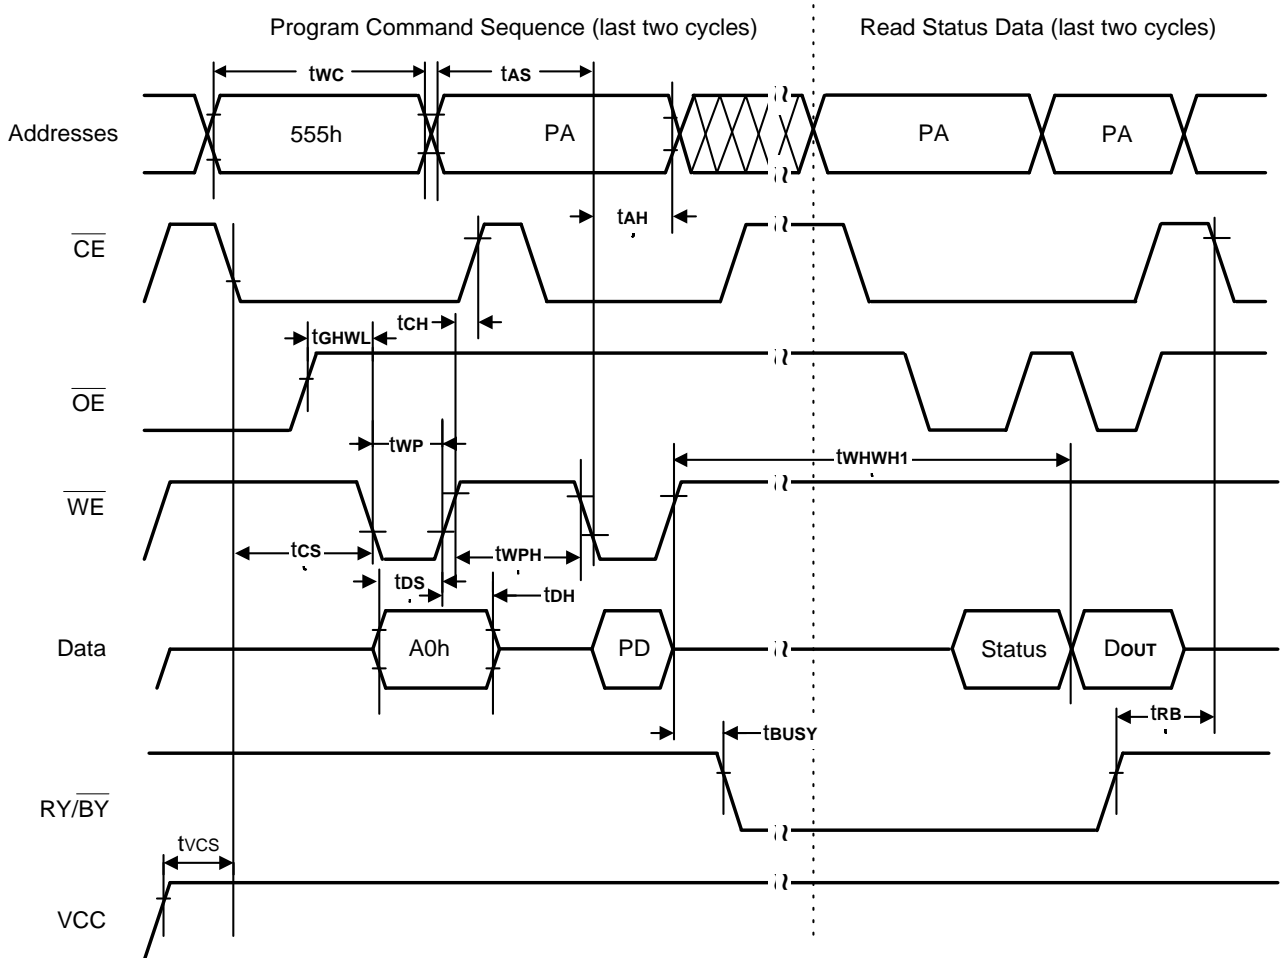 Program Command Sequence (last two cycles)
Read Status Data (last two cycles)
tWC
tAS
Addresses
555h
PA
PA
PA
tAH
CE
tGHWL
tCH
OE
tWP
tWHWH1
WE
tCS
tWPH
tDS
tDH
Data
A0h
PD
Status
DOUT
tRB
tBUSY
RY/BY
tVCS
VCC